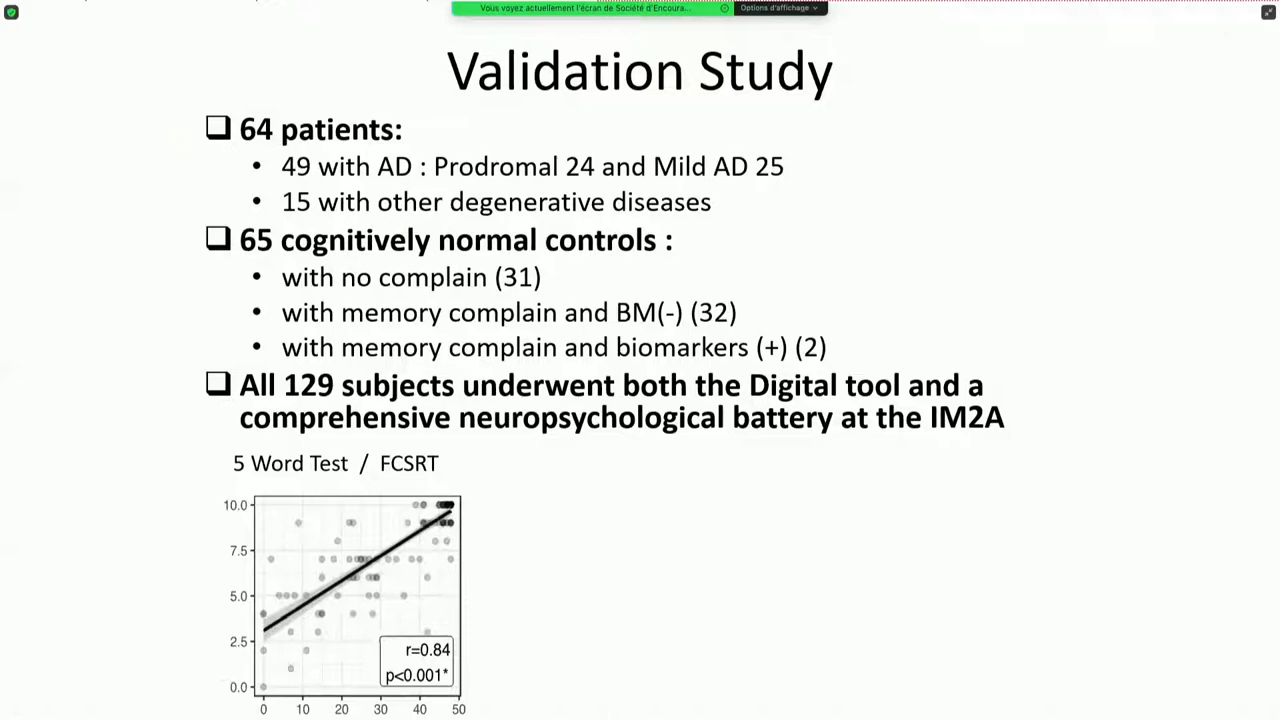 Vous voyez actuellement l'écran de Société d'Encoura...
Options d'affichage
Validation Study
64 patients:
• 49 with AD : Prodromal 24 and Mild AD 25
• 15 with other degenerative diseases
65 cognitively normal controls :
• with no complain (31)
• with memory complain and BM(-) (32)
• with memory complain and biomarkers (+) (2)
All 129 subjects underwent both the Digital tool and a
comprehensive neuropsychological battery at the IM2A
5 Word Test / FCSRT
10.0
7.5
5.0
2.5
0.0
r=0.84
p<0.001*
0 10 20 30 40 50